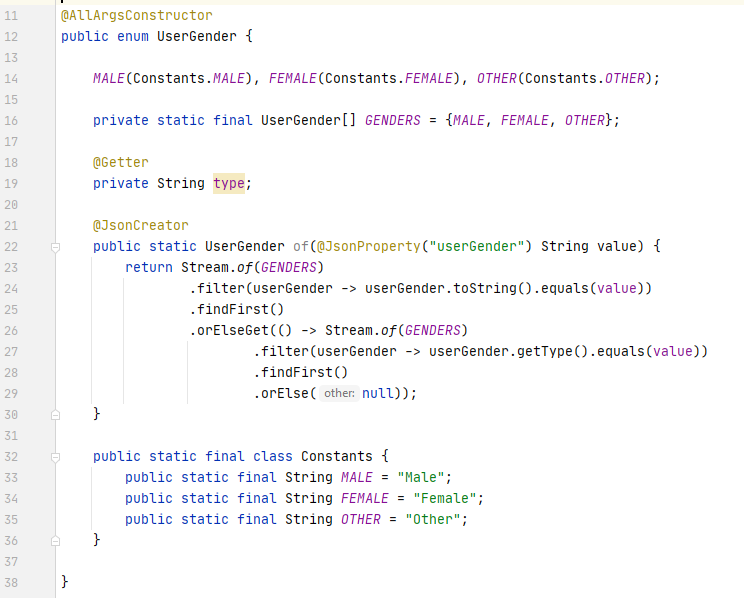 11 @AllArgsConstructor
12 public enum UserGender {
13
14     MALE(Constants.MALE), FEMALE(Constants.FEMALE), OTHER(Constants.OTHER);
15
16     private static final UserGender[] GENDERS = {MALE, FEMALE, OTHER};
17
18     @Getter
19     private String type;
20
21     @JsonCreator
22     public static UserGender of(@JsonProperty("userGender") String value) {
23         return Stream.of(GENDERS)
24                 .filter(userGender -> userGender.toString().equals(value))
25                 .findFirst()
26                 .orElseGet(() -> Stream.of(GENDERS)
27                         .filter(userGender -> userGender.getType().equals(value))
28                         .findFirst()
29                         .orElse( other: null));
30     }
31
32     public static final class Constants {
33         public static final String MALE = "Male";
34         public static final String FEMALE = "Female";
35         public static final String OTHER = "Other";
36     }
37
38 }